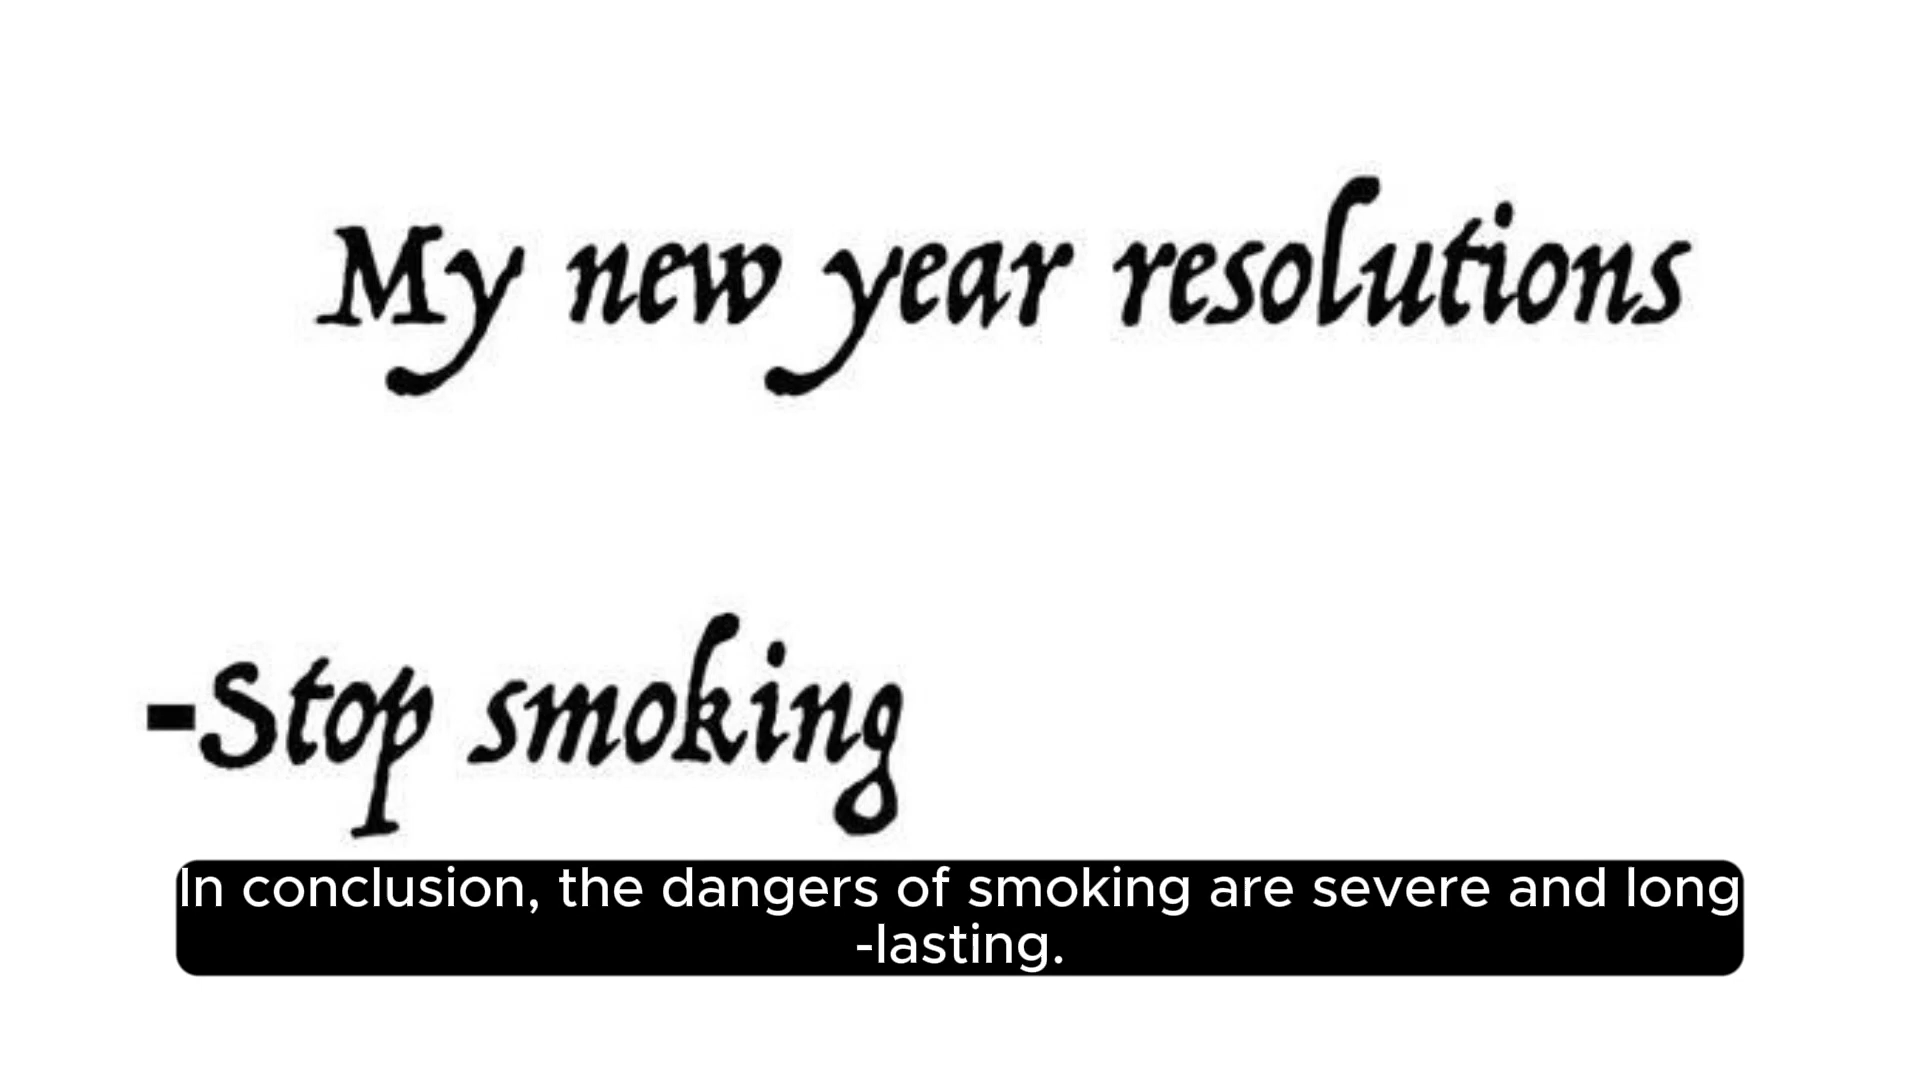 My new year resolutions
-Stop smoking
In conclusion, the dangers of smoking are severe and long
-lasting.